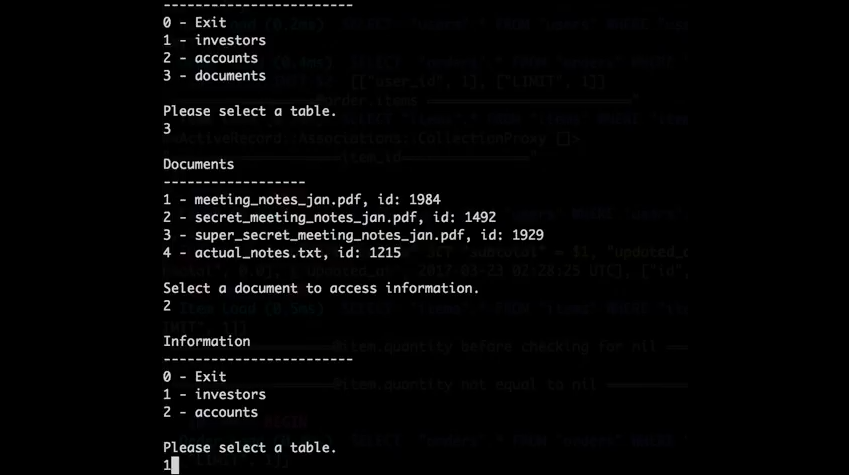 -------------------------
0 - Exit
1 - investors
2 - accounts
3 - documents
Please select a table.
3
Documents
------------------
1 - meeting_notes_jan.pdf, id: 1984
2 - secret_meeting_notes_jan.pdf, id: 1492
3 - super_secret_meeting_notes_jan.pdf, id: 1929
4 - actual_notes.txt, id: 1215
Select a document to access information.
2
Information
------------------------
0 - Exit
1 - investors
2 - accounts
Please select a table.
1